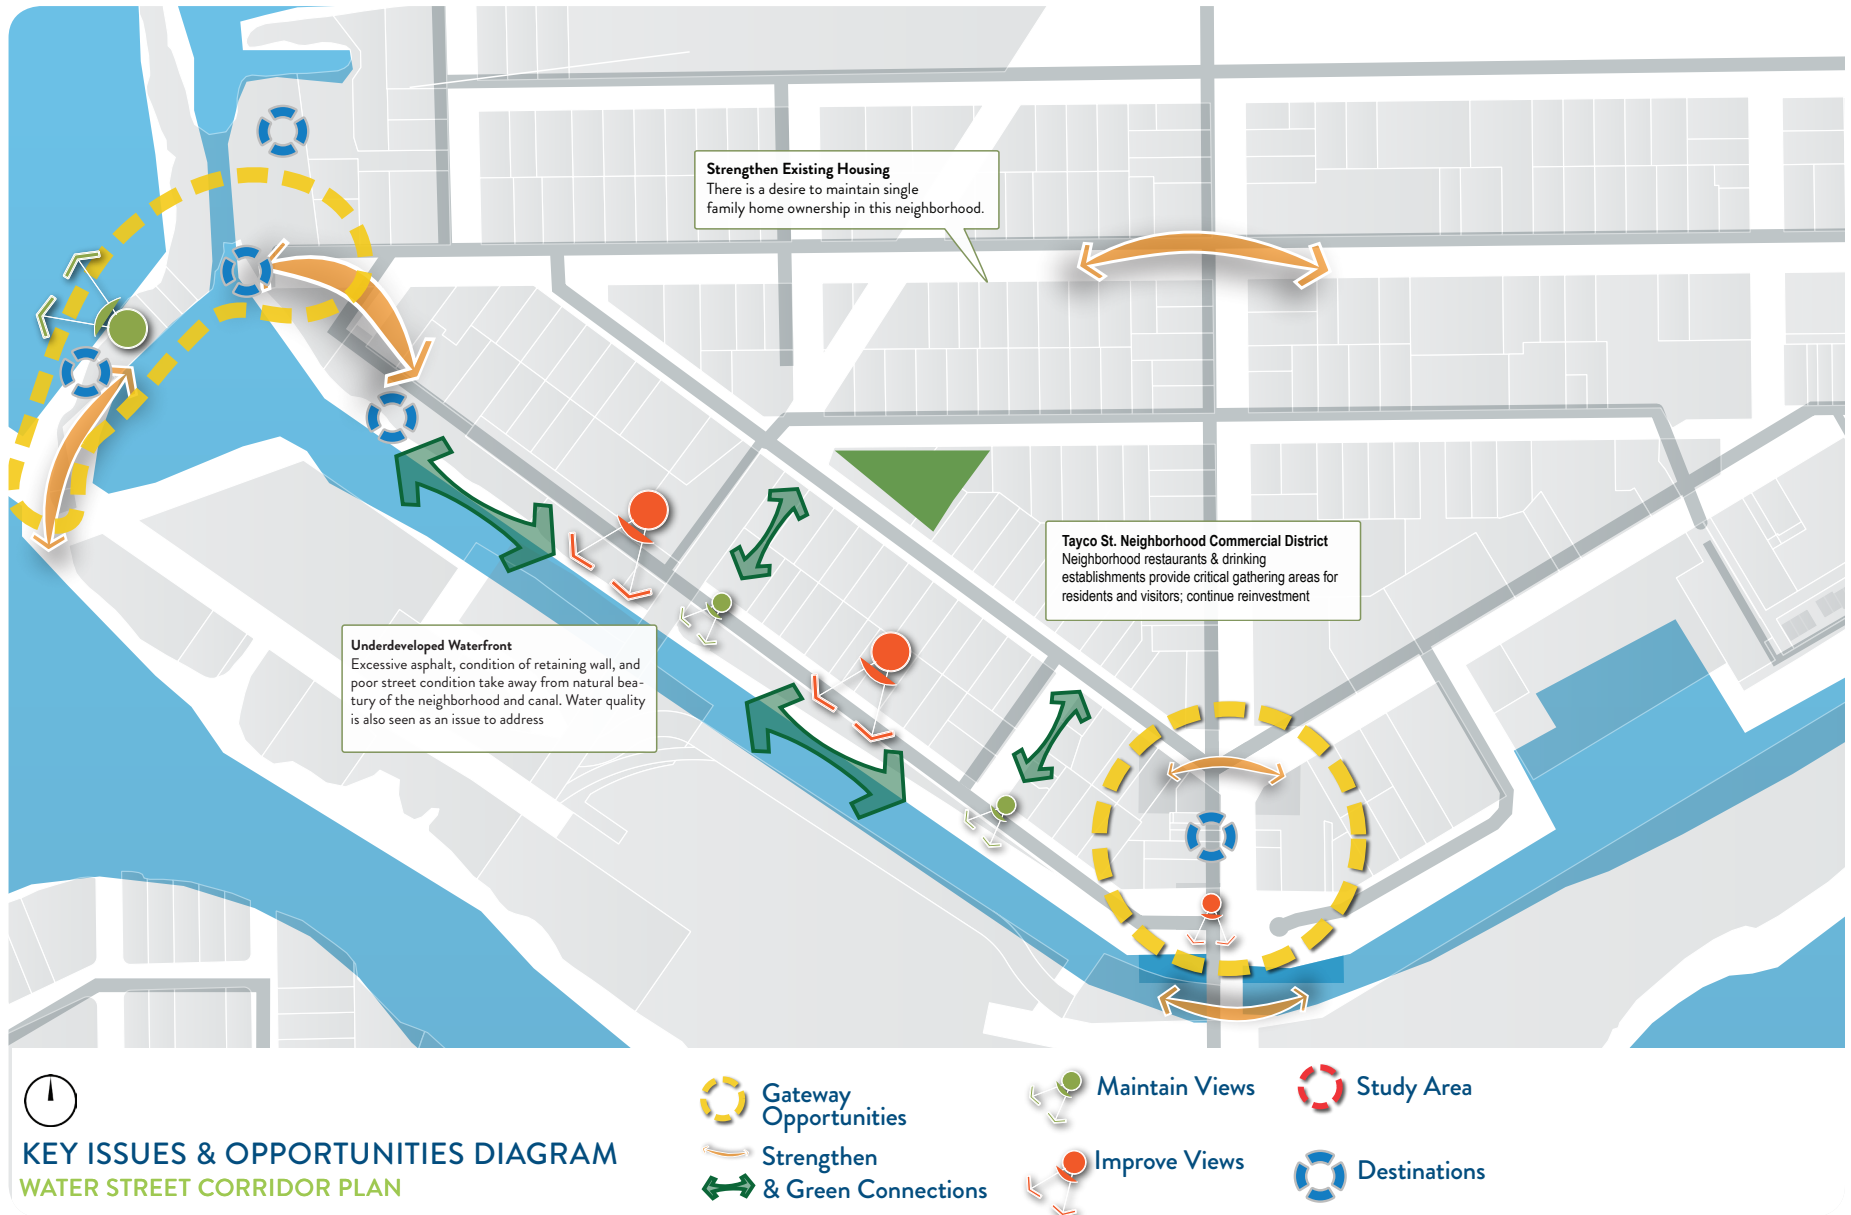 Strengthen Existing Housing
There is a desire to maintain single
family home ownership in this neighborhood.
Tayco St. Neighborhood Commercial District
Neighborhood restaurants & drinking
establishments provide critical gathering areas for
residents and visitors; continue reinvestment
Underdeveloped Waterfront
Excessive asphalt, condition of retaining wall, and
poor street condition take away from natural bea-
tury of the neighborhood and canal. Water quality
is also seen as an issue to address
KEY ISSUES & OPPORTUNITIES DIAGRAM
WATER STREET CORRIDOR PLAN
Gateway
Opportunities
Strengthen
& Green Connections
Maintain Views
Improve Views
Study Area
Destinations